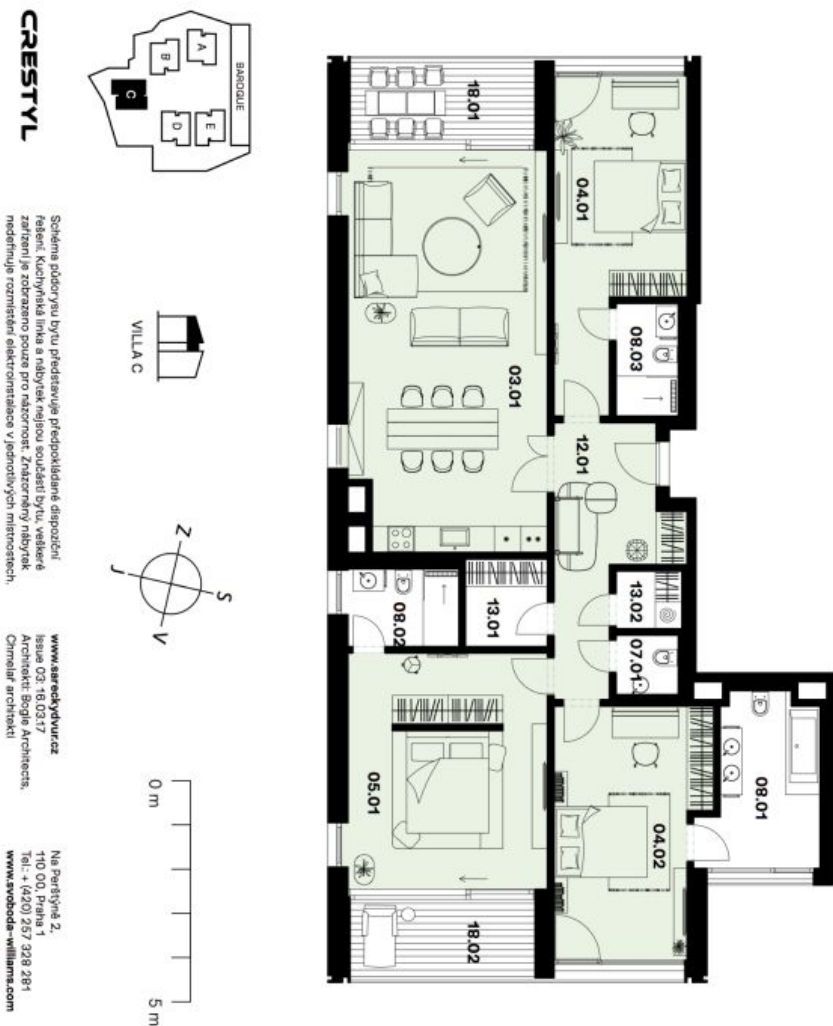 CRESTYL
BAROQUE
A
B
C
D
E
VILLA C
Z
S
J
V
0 m
5 m
Schéma půdorysu bytu představuje předpokládané dispoziční
řešení. Kuchyňská linka a nábytek nejsou součástí bytu, veškeré
zařízení je zobrazeno pouze pro názornost. Znázorněný nábytek
nedefinuje rozmístění elektroinstalace v jednotlivých místnostech.
www.sareckydvur.cz
Issue 03: 16.03.17
Architekti: Bogle Architects,
Chmelař architekti
Na Perštýně 2,
110 00, Praha 1
Tel.: + (420) 257 328 281
www.svoboda-williams.com
18.01
04.01
08.03
03.01
12.01
13.02
13.01
08.02
07.01
08.01
05.01
04.02
18.02